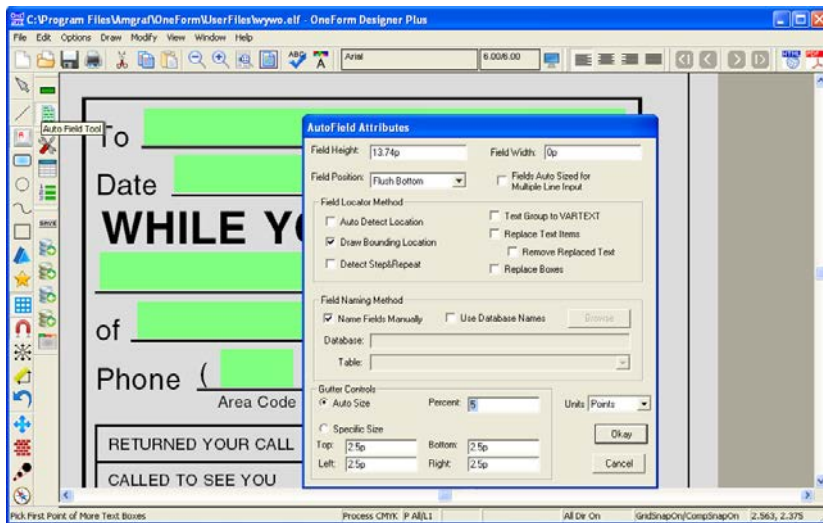 C:\Program Files\Amgraf\OneForm\UserFiles\wywo.elf - OneForm Designer Plus
File Edit Options Draw Modify View Window Help
ABC A Arial 6.00/6.00
Auto Field Tool
To
Date
WHILE YO
of
Phone (
Area Code
RETURNED YOUR CALL
CALLED TO SEE YOU
AutoField Attributes
Field Height: 13.74p Field Width: 0p
Field Position: Flush Bottom Fields Auto Sized for
Multiple Line Input
Field Locator Method
Auto Detect Location Text Group to VARTEXT
Draw Bounding Location Replace Text Items
Remove Replaced Text
Detect Step&Repeat Replace Boxes
Field Naming Method
Name Fields Manually Use Database Names Browse
Database:
Table:
Gutter Controls
Auto Size Percent: 5 Units Points
Specific Size Okay
Top: 2.5p Bottom: 2.5p
Left: 2.5p Right: 2.5p Cancel
Pick First Point of More Text Boxes Process CMYK P All/L1 All Dir On GridSnapOn/CompSnapOn 2.563, 2.375